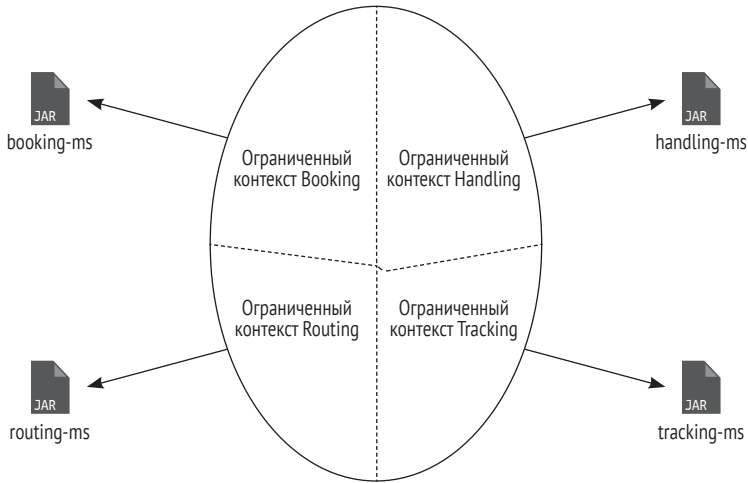 JAR
booking-ms
JAR
handling-ms
Ограниченный
контекст Booking
Ограниченный
контекст Handling
Ограниченный
контекст Routing
Ограниченный
контекст Tracking
JAR
routing-ms
JAR
tracking-ms